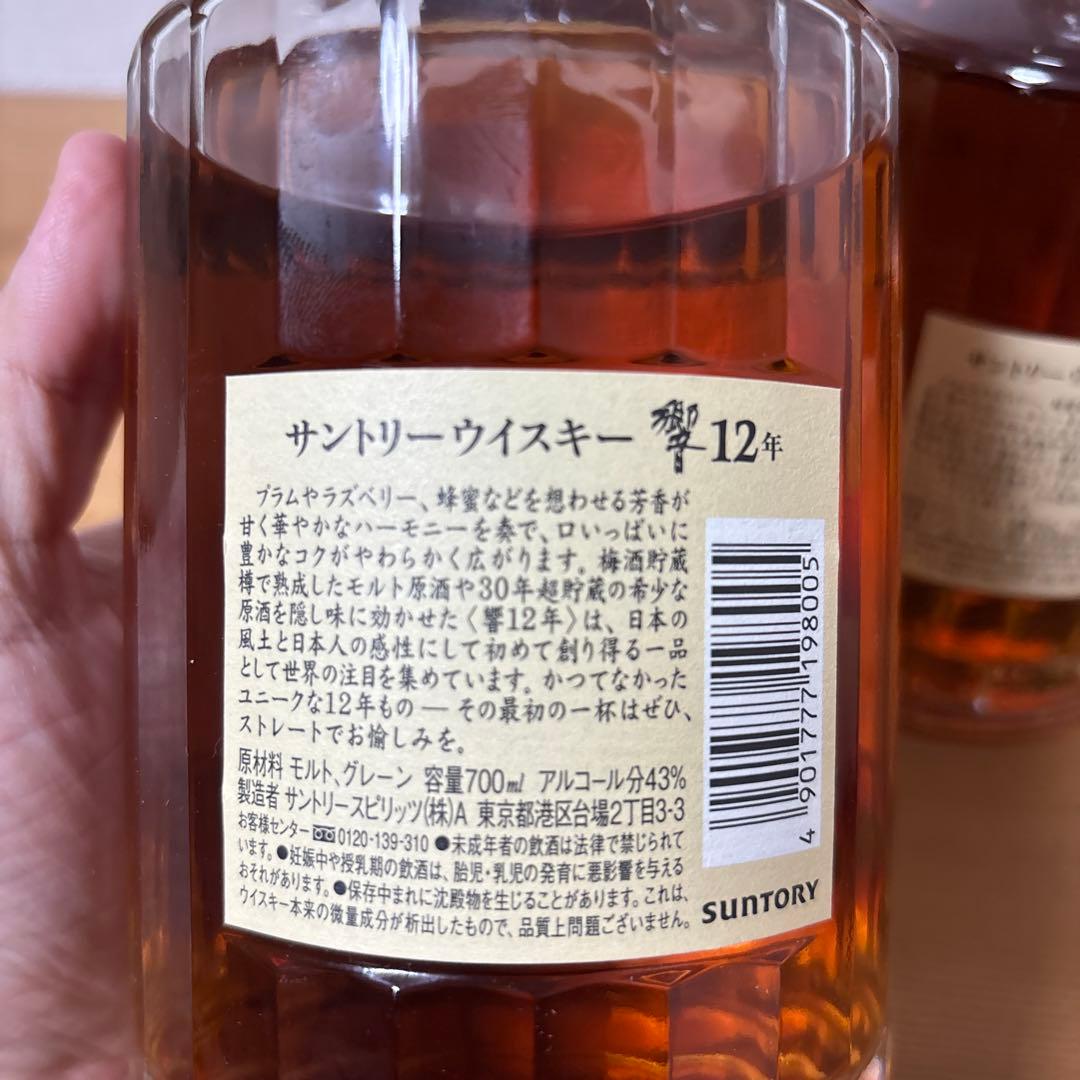 サントリーウイスキー 響 12年
プラムやラズベリー、蜂蜜などを想わせる芳香が
甘く華やかなハーモニーを奏で、口いっぱいに
豊かなコクがやわらかく広がります。梅酒貯蔵
樽で熟成したモルト原酒や30年超貯蔵の希少な
原酒を隠し味に効かせた〈響12年〉は、日本の
風土と日本人の感性にして初めて創り得る一品
として世界の注目を集めています。かつてなかった
ユニークな12年もの — その最初の一杯はぜひ、
ストレートでお愉しみを。
原材料 モルト、グレーン 容量700ml アルコール分43%
製造者 サントリースピリッツ(株)A 東京都港区台場2丁目3-3
お客様センター 0120-139-310 ●未成年者の飲酒は法律で禁じられて
います。●妊娠中や授乳期の飲酒は、胎児・乳児の発育に悪影響を与える
おそれがあります。●保存中まれに沈殿物を生じることがあります。これは、
ウイスキー本来の微量成分が析出したもので、品質上問題ございません。
4 901777 198005
SUNTORY
サントリーウ